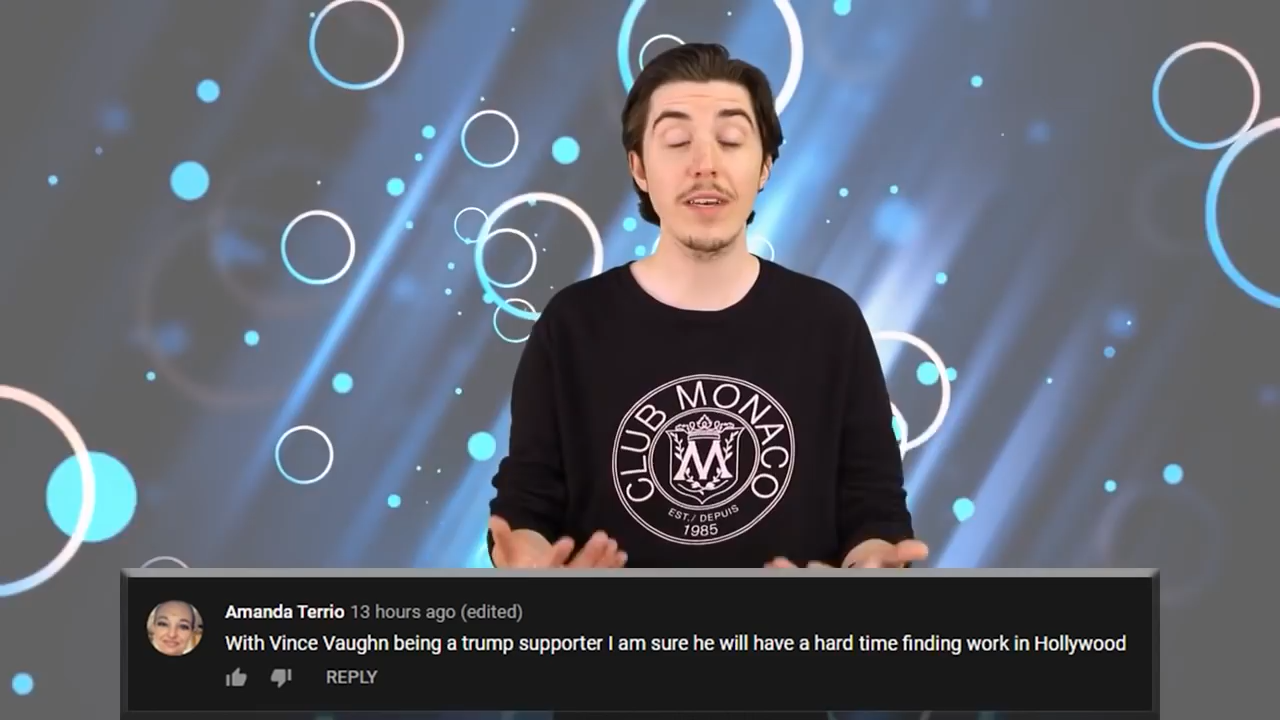 CLUB MONACO
M
EST./ DEPUIS
1985
Amanda Terrio 13 hours ago (edited)
With Vince Vaughn being a trump supporter I am sure he will have a hard time finding work in Hollywood
REPLY